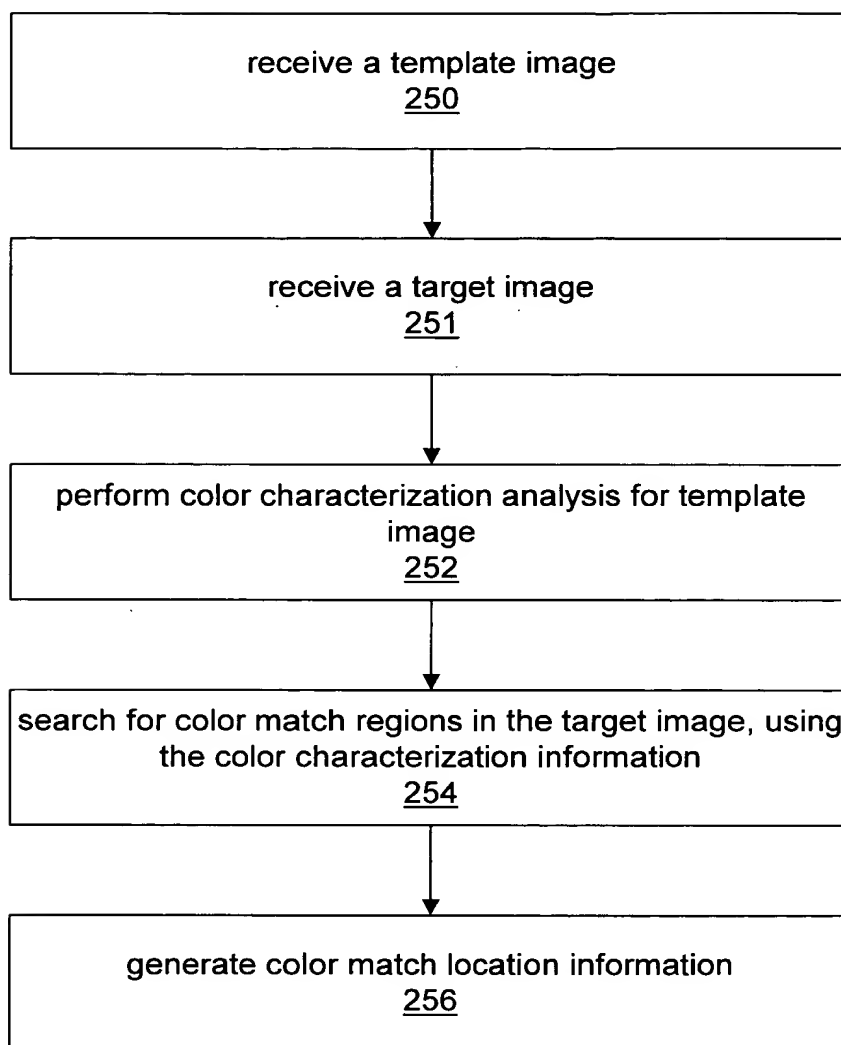 receive a template image
250
receive a target image
251
perform color characterization analysis for template
image
252
search for color match regions in the target image, using
the color characterization information
254
generate color match location information
256